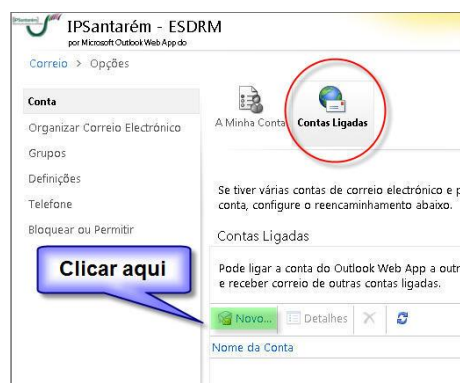 IPSantarém - ESDRM
por Microsoft Outlook Web App do
Correio > Opções
Conta
Organizar Correio Electrónico
Grupos
Definições
Telefone
Bloquear ou Permitir
A Minha Conta
Contas Ligadas
Se tiver várias contas de correio electrónico e p
conta, configure o reencaminhamento abaixo.
Contas Ligadas
Pode ligar a conta do Outlook Web App a outr
e receber correio de outras contas ligadas.
Clicar aqui
Novo... Detalhes
Nome da Conta